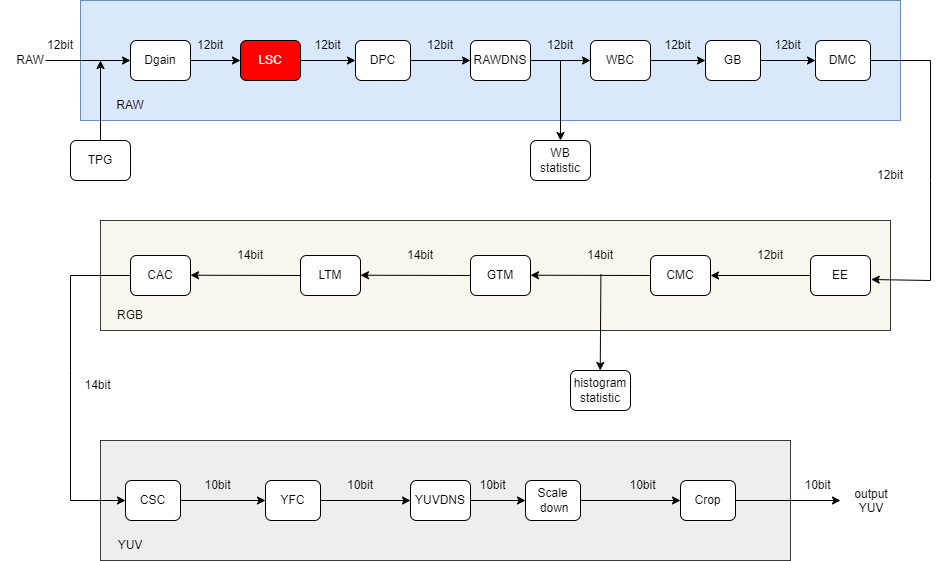 12bit
RAW
Dgain
12bit
LSC
12bit
DPC
12bit
RAWDNS
12bit
WBC
12bit
GB
12bit
DMC
RAW
TPG
WB
statistic
12bit
EE
12bit
CMC
14bit
GTM
14bit
LTM
14bit
CAC
RGB
histogram
statistic
14bit
CSC
10bit
YFC
10bit
YUVDNS
10bit
Scale
down
10bit
Crop
10bit
output
YUV
YUV